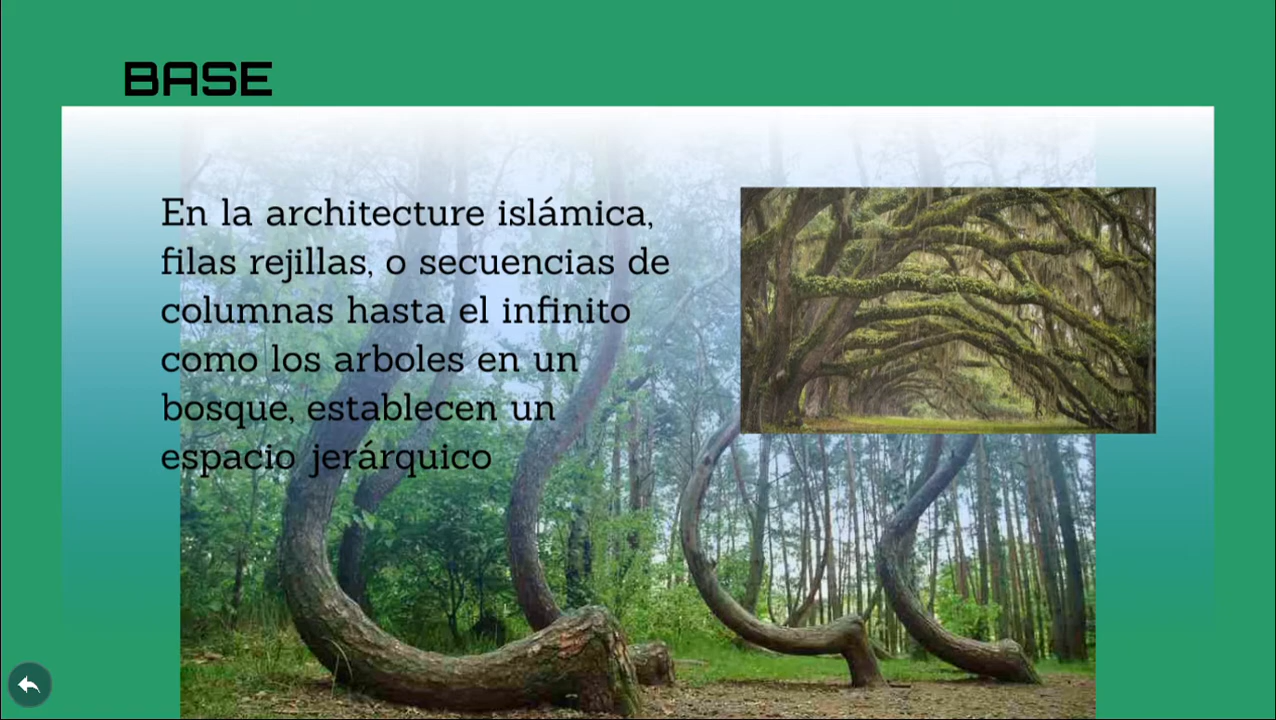 BASE
En la architecture islámica,
filas rejillas, o secuencias de
columnas hasta el infinito
como los arboles en un
bosque, establecen un
espacio jerárquico